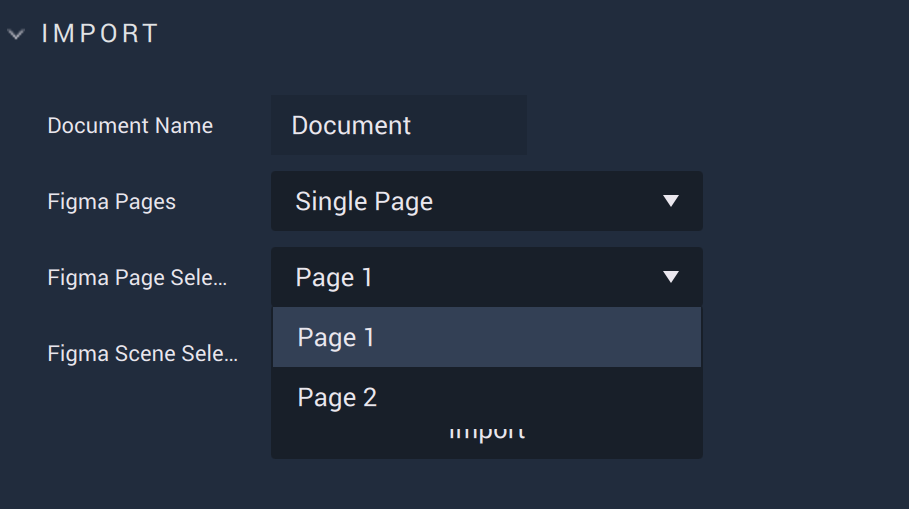 IMPORT
Document Name
Document
Figma Pages
Single Page
Figma Page Sele...
Page 1
Page 1
Page 2
Figma Scene Sele...
Import